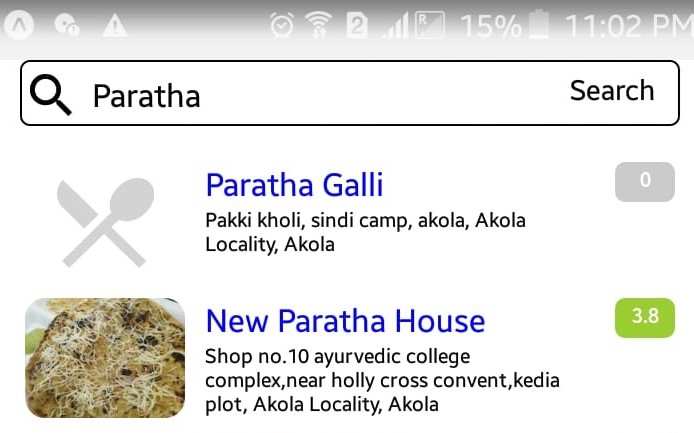 2 R 15% 11:02 PM
Paratha Search
Paratha Galli 0
Pakki kholi, sindi camp, akola, Akola
Locality, Akola
New Paratha House 3.8
Shop no.10 ayurvedic college
complex,near holly cross convent,kedia
plot, Akola Locality, Akola